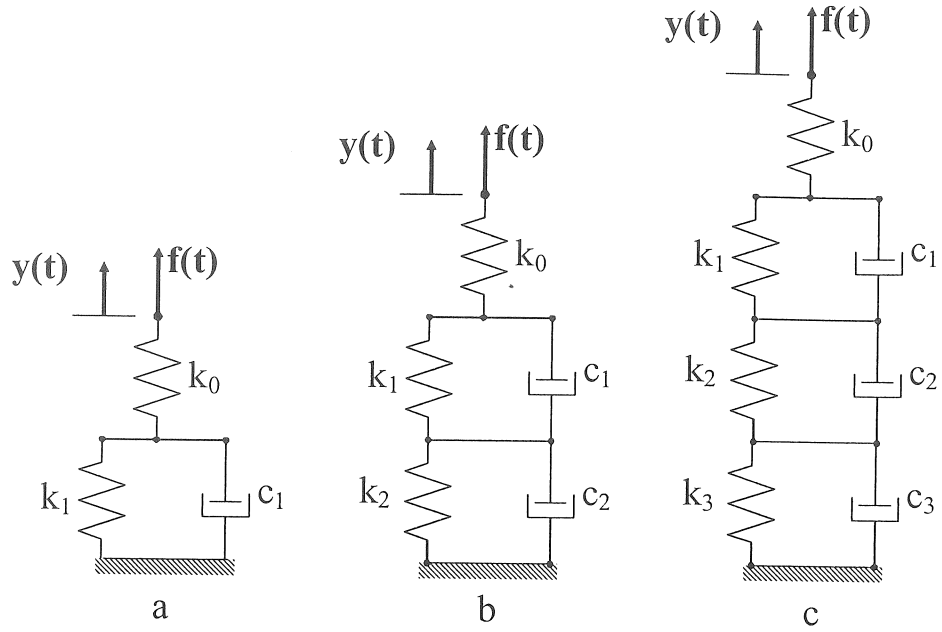 y(t) f(t)
k₀
k₁ c₁
a
y(t) f(t)
k₀
k₁ c₁
k₂ c₂
b
y(t) f(t)
k₀
k₁ c₁
k₂ c₂
k₃ c₃
c